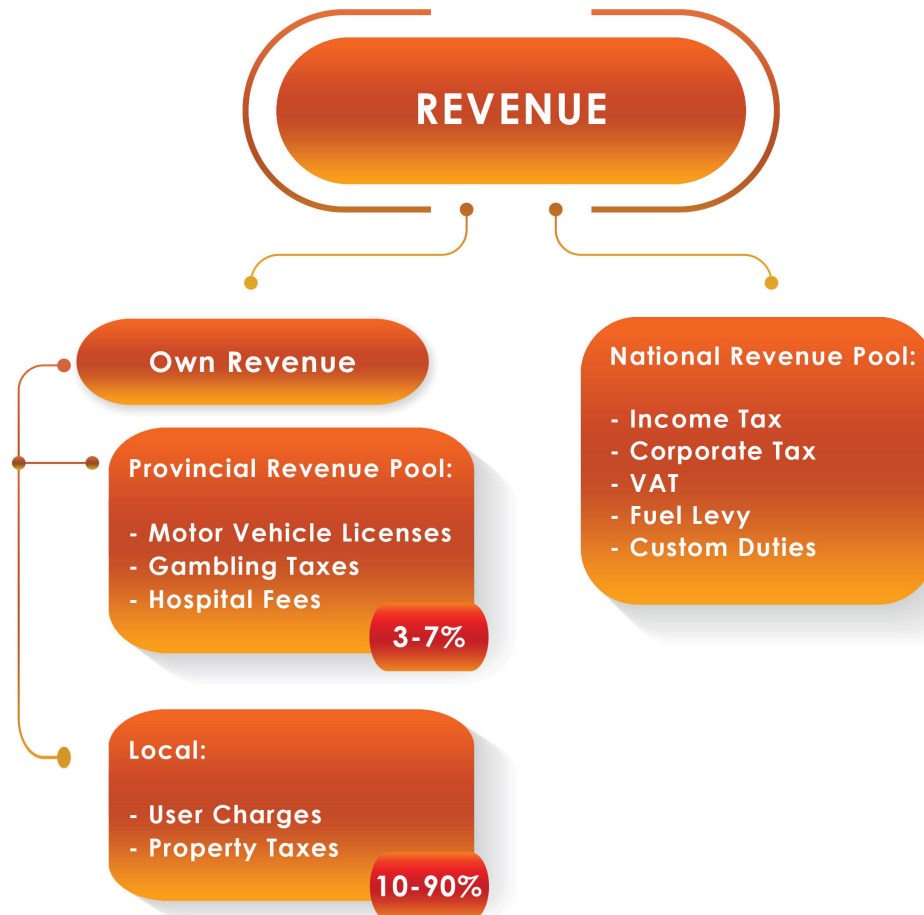 REVENUE
Own Revenue
Provincial Revenue Pool:
- Motor Vehicle Licenses
- Gambling Taxes
- Hospital Fees
3-7%
Local:
- User Charges
- Property Taxes
10-90%
National Revenue Pool:
- Income Tax
- Corporate Tax
- VAT
- Fuel Levy
- Custom Duties